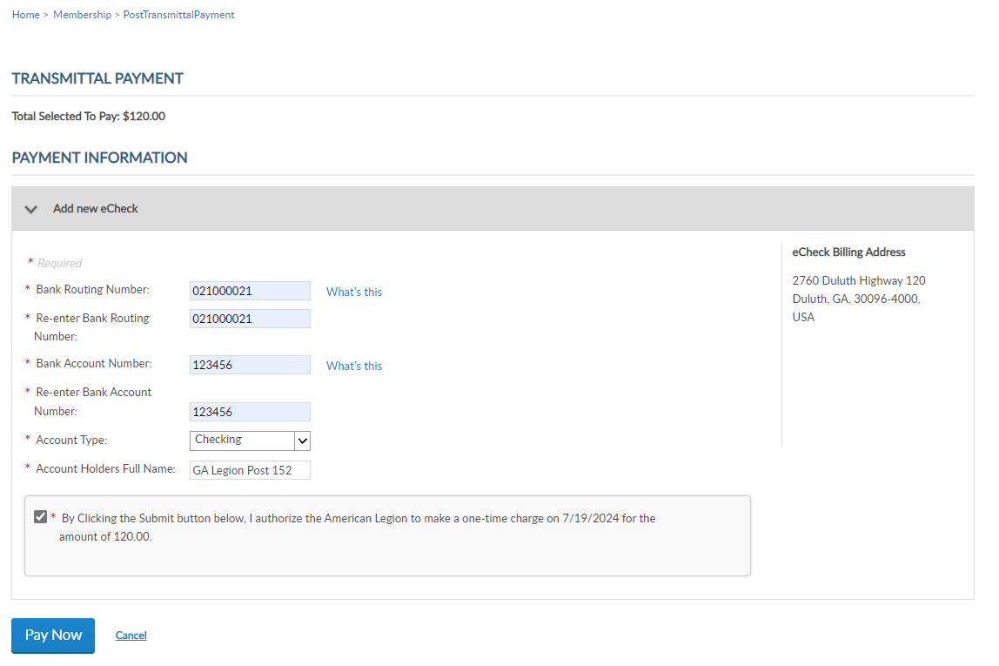 Home > Membership > PostTransmittalPayment
TRANSMITTAL PAYMENT
Total Selected To Pay: $120.00
PAYMENT INFORMATION
Add new eCheck
* Required
* Bank Routing Number: 021000021 What's this
* Re-enter Bank Routing
Number: 021000021
* Bank Account Number: 123456 What's this
* Re-enter Bank Account
Number: 123456
* Account Type: Checking
* Account Holders Full Name: GA Legion Post 152
* By Clicking the Submit button below, I authorize the American Legion to make a one-time charge on 7/19/2024 for the
amount of 120.00.
eCheck Billing Address
2760 Duluth Highway 120
Duluth, GA, 30096-4000,
USA
Pay Now Cancel